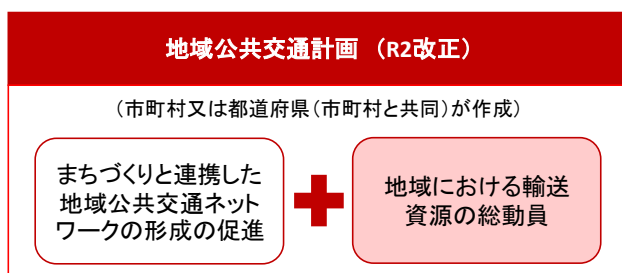 地域公共交通計画 （R2改正）
（市町村又は都道府県（市町村と共同）が作成）
まちづくりと連携した
地域公共交通ネット
ワークの形成の促進
地域における輸送
資源の総動員